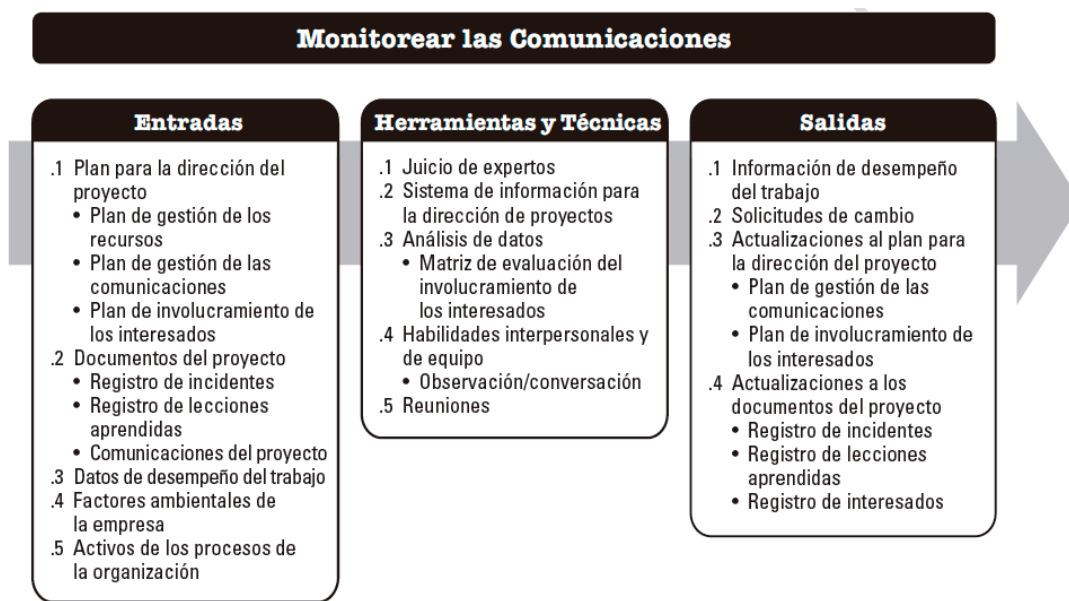 Monitorear las Comunicaciones
Entradas
.1 Plan para la dirección del
proyecto
• Plan de gestión de los
recursos
• Plan de gestión de las
comunicaciones
• Plan de involucramiento de
los interesados
.2 Documentos del proyecto
• Registro de incidentes
• Registro de lecciones
aprendidas
• Comunicaciones del proyecto
.3 Datos de desempeño del trabajo
.4 Factores ambientales de
la empresa
.5 Activos de los procesos de
la organización
Herramientas y Técnicas
.1 Juicio de expertos
.2 Sistema de información para
la dirección de proyectos
.3 Análisis de datos
• Matriz de evaluación del
involucramiento de
los interesados
.4 Habilidades interpersonales y
de equipo
• Observación/conversación
.5 Reuniones
Salidas
.1 Información de desempeño
del trabajo
.2 Solicitudes de cambio
.3 Actualizaciones al plan para
la dirección del proyecto
• Plan de gestión de las
comunicaciones
• Plan de involucramiento de
los interesados
.4 Actualizaciones a los
documentos del proyecto
• Registro de incidentes
• Registro de lecciones
aprendidas
• Registro de interesados